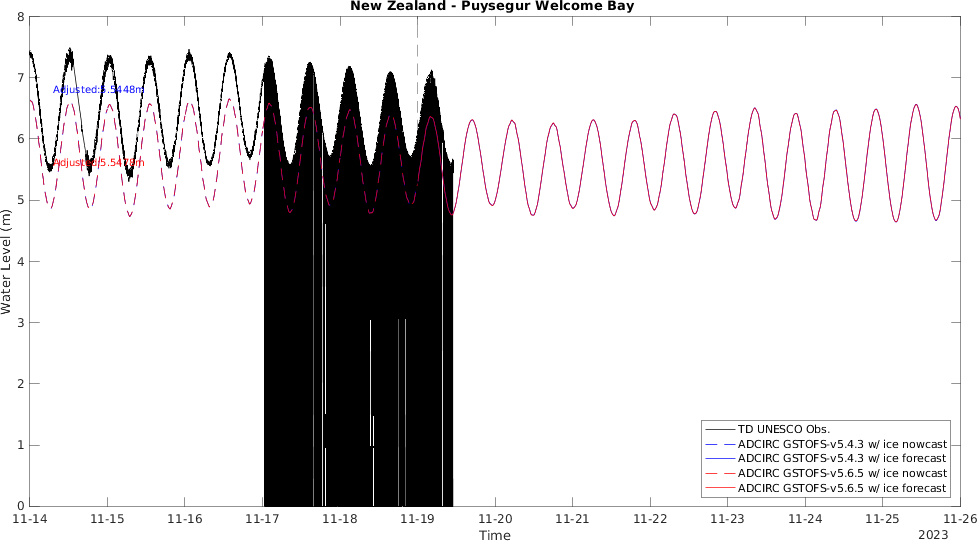 New Zealand - Puysegur Welcome Bay
8
7
6
5
4
3
2
1
0
Water Level (m)
Adjusted:5.5448m
Adjusted:5.5478m
TD UNESCO Obs.
ADCIRC GSTOFS-v5.4.3 w/ ice nowcast
ADCIRC GSTOFS-v5.4.3 w/ ice forecast
ADCIRC GSTOFS-v5.6.5 w/ ice nowcast
ADCIRC GSTOFS-v5.6.5 w/ ice forecast
11-14 11-15 11-16 11-17 11-18 11-19 11-20 11-21 11-22 11-23 11-24 11-25 11-26
Time
2023